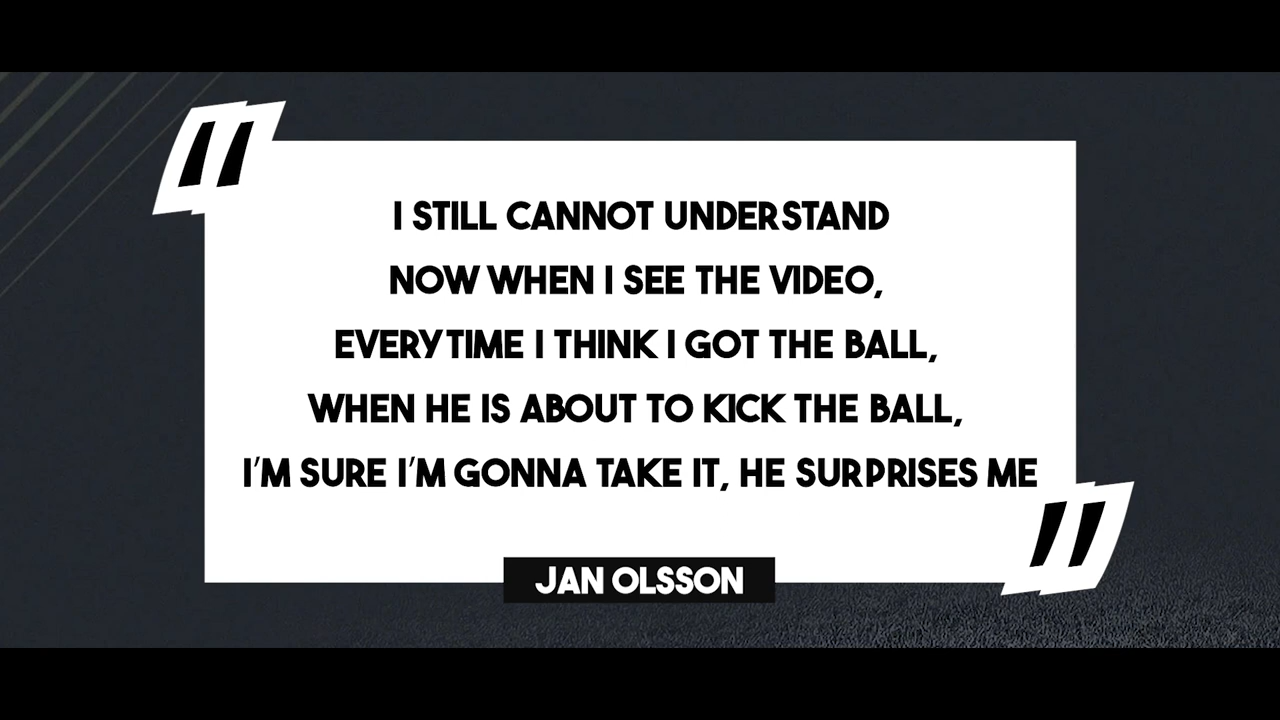 I STILL CANNOT UNDERSTAND
NOW WHEN I SEE THE VIDEO,
EVERYTIME I THINK I GOT THE BALL,
WHEN HE IS ABOUT TO KICK THE BALL,
I'M SURE I'M GONNA TAKE IT, HE SURPRISES ME
JAN OLSSON